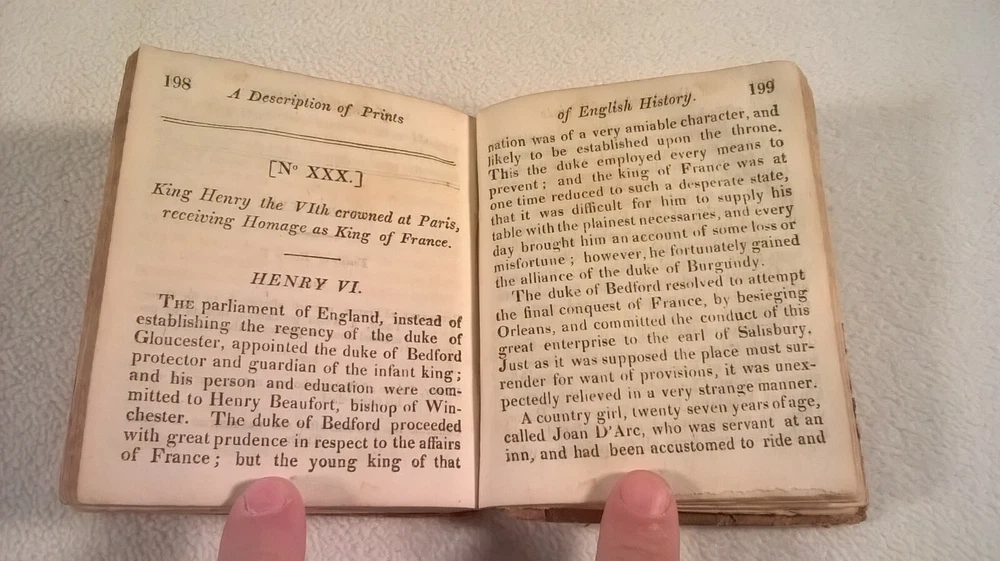 198
A Description of Prints
[No XXX.]
King Henry the VIth crowned at Paris,
receiving Homage as King of France.
HENRY VI.
THE parliament of England, instead of
establishing the regency of the duke of
Gloucester, appointed the duke of Bedford
protector and guardian of the infant king;
and his person and education were com-
mitted to Henry Beaufort, bishop of Win-
chester. The duke of Bedford proceeded
with great prudence in respect to the affairs
of France; but the young king of that
199
of English History.
nation was of a very amiable character, and
likely to be established upon the throne.
This the duke employed every means to
prevent; and the king of France was at
one time reduced to such a desperate state,
that it was difficult for him to supply his
table with the plainest necessaries, and every
day brought him an account of some loss or
misfortune; however, he fortunately gained
the alliance of the duke of Burgundy.
The duke of Bedford resolved to attempt
the final conquest of France, by besieging
Orleans, and committed the conduct of this
great enterprise to the earl of Salisbury.
Just as it was supposed the place must sur-
render for want of provisions, it was unex-
pectedly relieved in a very strange manner.
A country girl, twenty seven years of age,
called Joan D'Arc, who was servant at an
inn, and had been accustomed to ride and